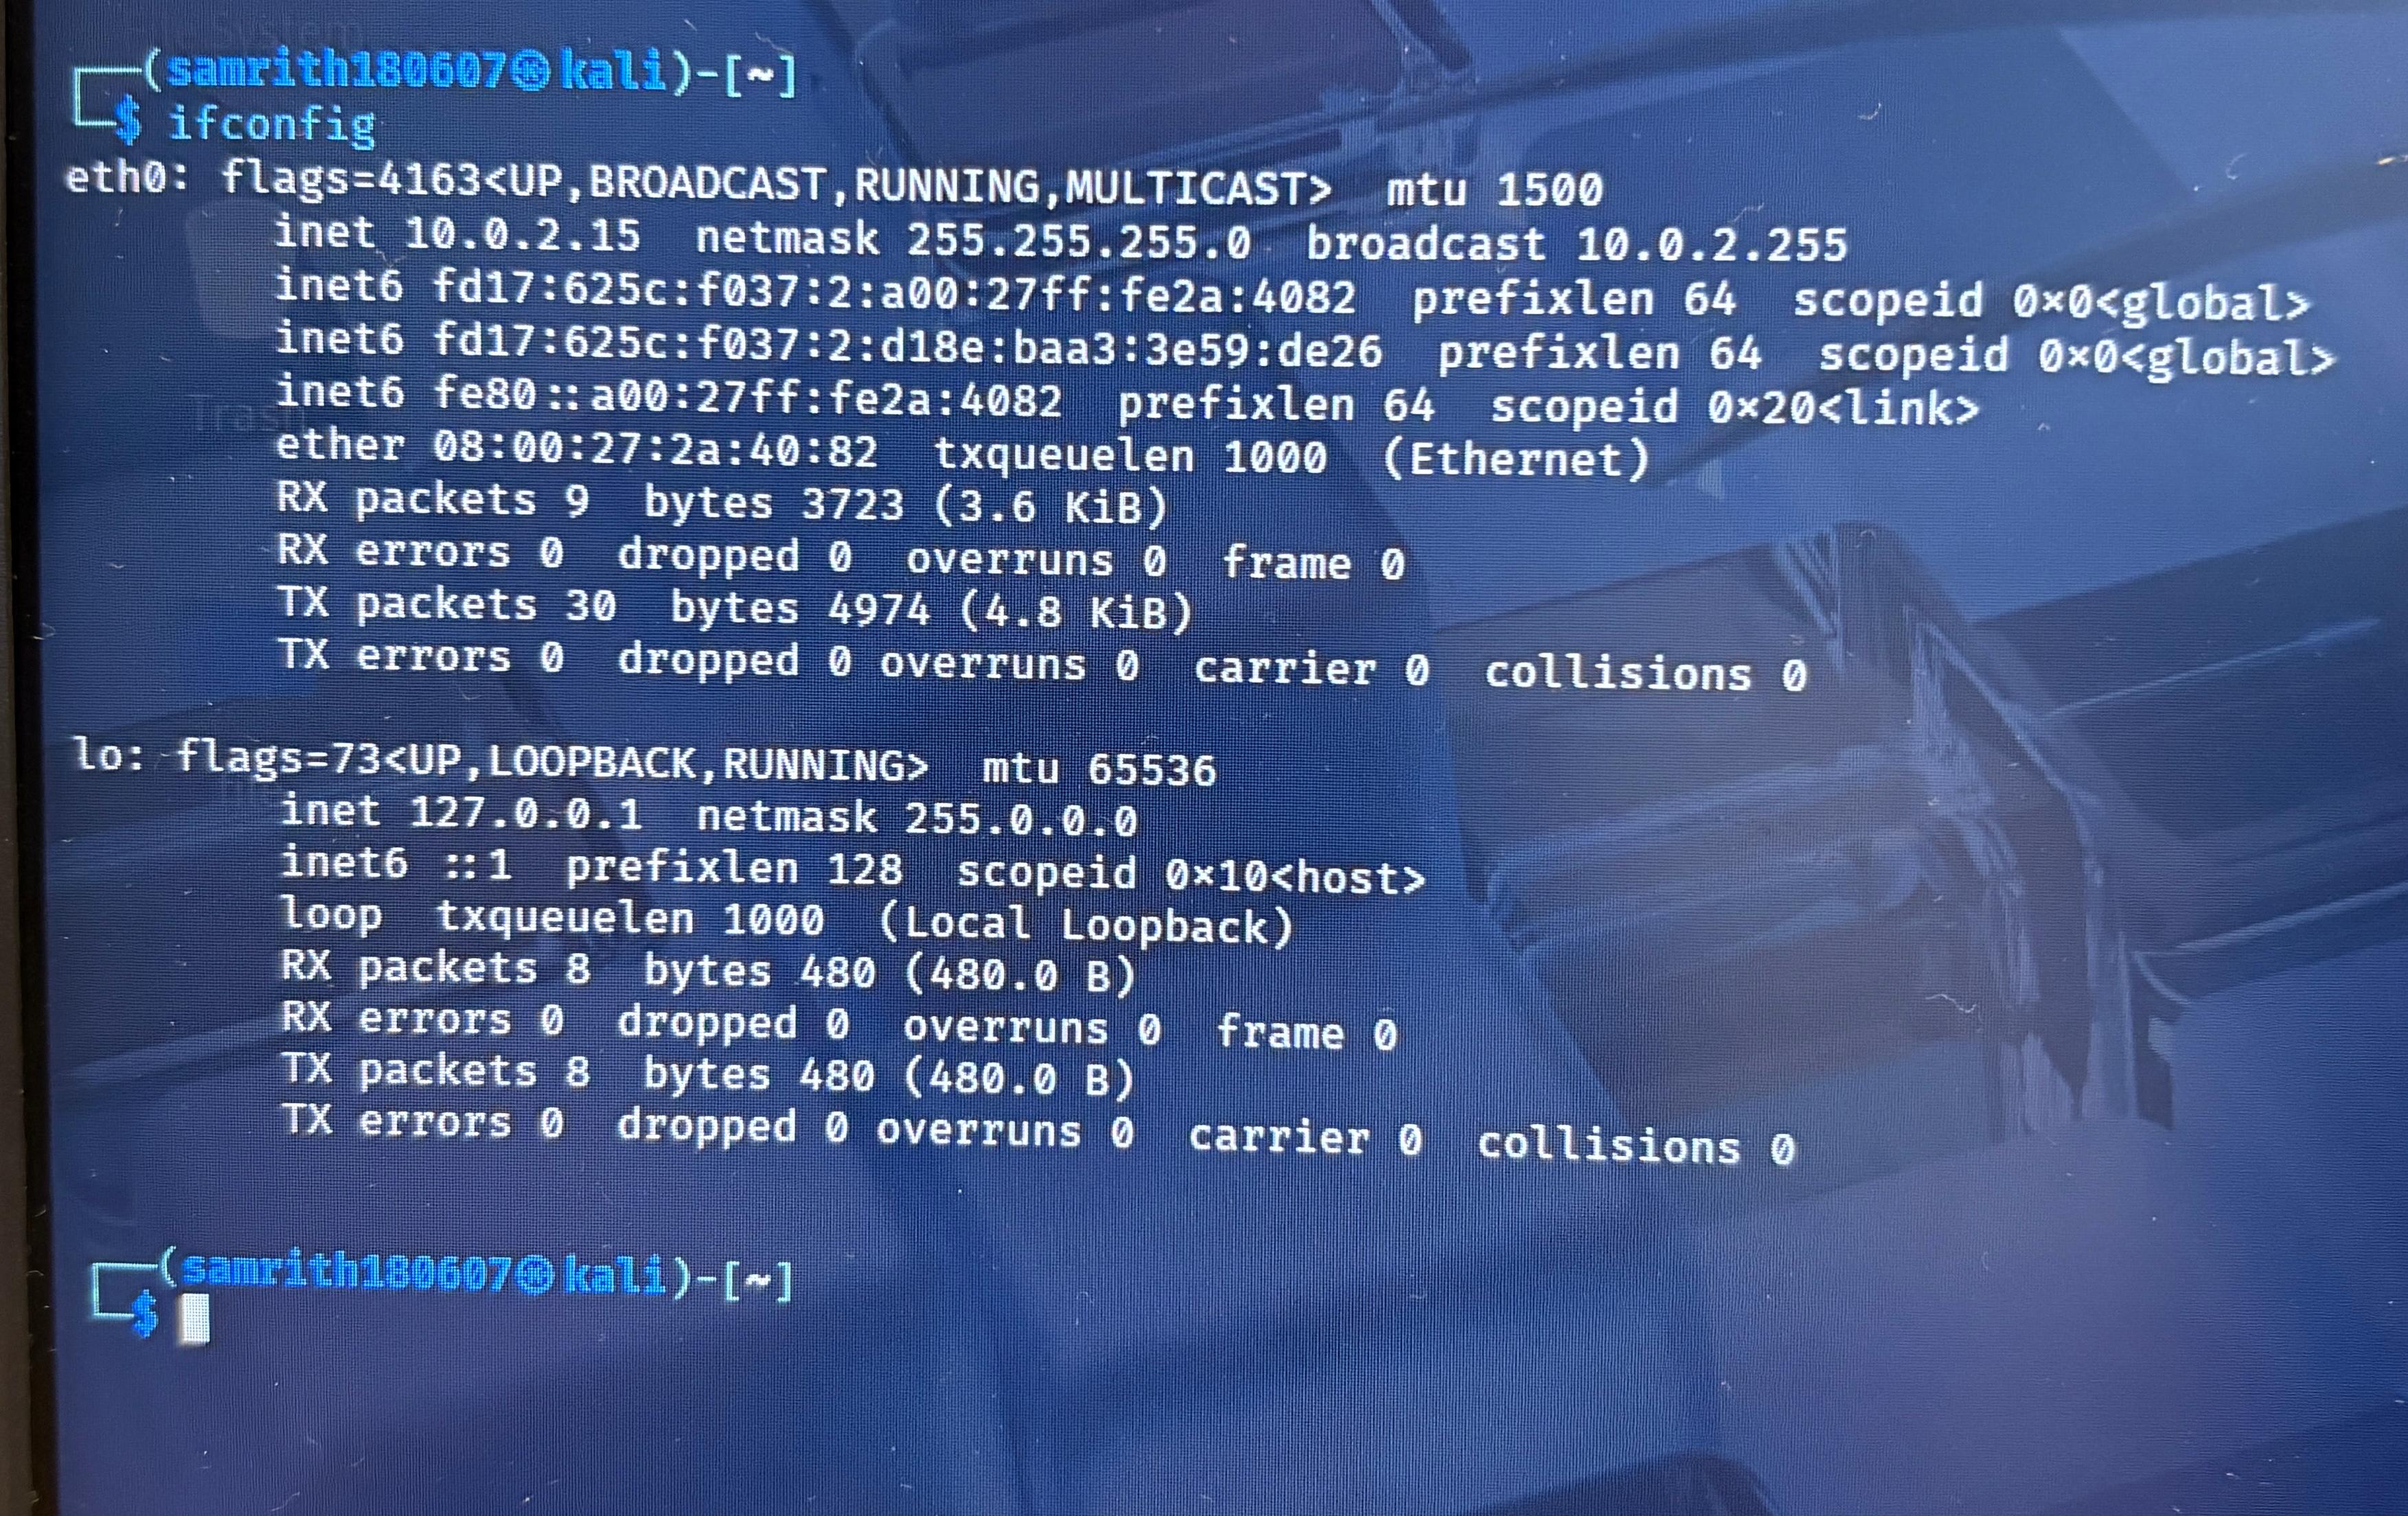 ┌──(samrith180607㉿kali)-[~]
└─$ ifconfig
eth0: flags=4163<UP,BROADCAST,RUNNING,MULTICAST>  mtu 1500
        inet 10.0.2.15  netmask 255.255.255.0  broadcast 10.0.2.255
        inet6 fd17:625c:f037:2:a00:27ff:fe2a:4082  prefixlen 64  scopeid 0×0<global>
        inet6 fd17:625c:f037:2:d18e:baa3:3e59:de26  prefixlen 64  scopeid 0×0<global>
        inet6 fe80::a00:27ff:fe2a:4082  prefixlen 64  scopeid 0×20<link>
        ether 08:00:27:2a:40:82  txqueuelen 1000  (Ethernet)
        RX packets 9  bytes 3723 (3.6 KiB)
        RX errors 0  dropped 0  overruns 0  frame 0
        TX packets 30  bytes 4974 (4.8 KiB)
        TX errors 0  dropped 0 overruns 0  carrier 0  collisions 0
lo: flags=73<UP,LOOPBACK,RUNNING>  mtu 65536
        inet 127.0.0.1  netmask 255.0.0.0
        inet6 ::1  prefixlen 128  scopeid 0×10<host>
        loop  txqueuelen 1000  (Local Loopback)
        RX packets 8  bytes 480 (480.0 B)
        RX errors 0  dropped 0  overruns 0  frame 0
        TX packets 8  bytes 480 (480.0 B)
        TX errors 0  dropped 0 overruns 0  carrier 0  collisions 0
┌──(samrith180607㉿kali)-[~]
└─$
Trash